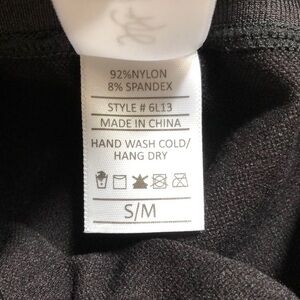 92%NYLON
8% SPANDEX
STYLE # 6L13
MADE IN CHINA
HAND WASH COLD/
HANG DRY
S/M